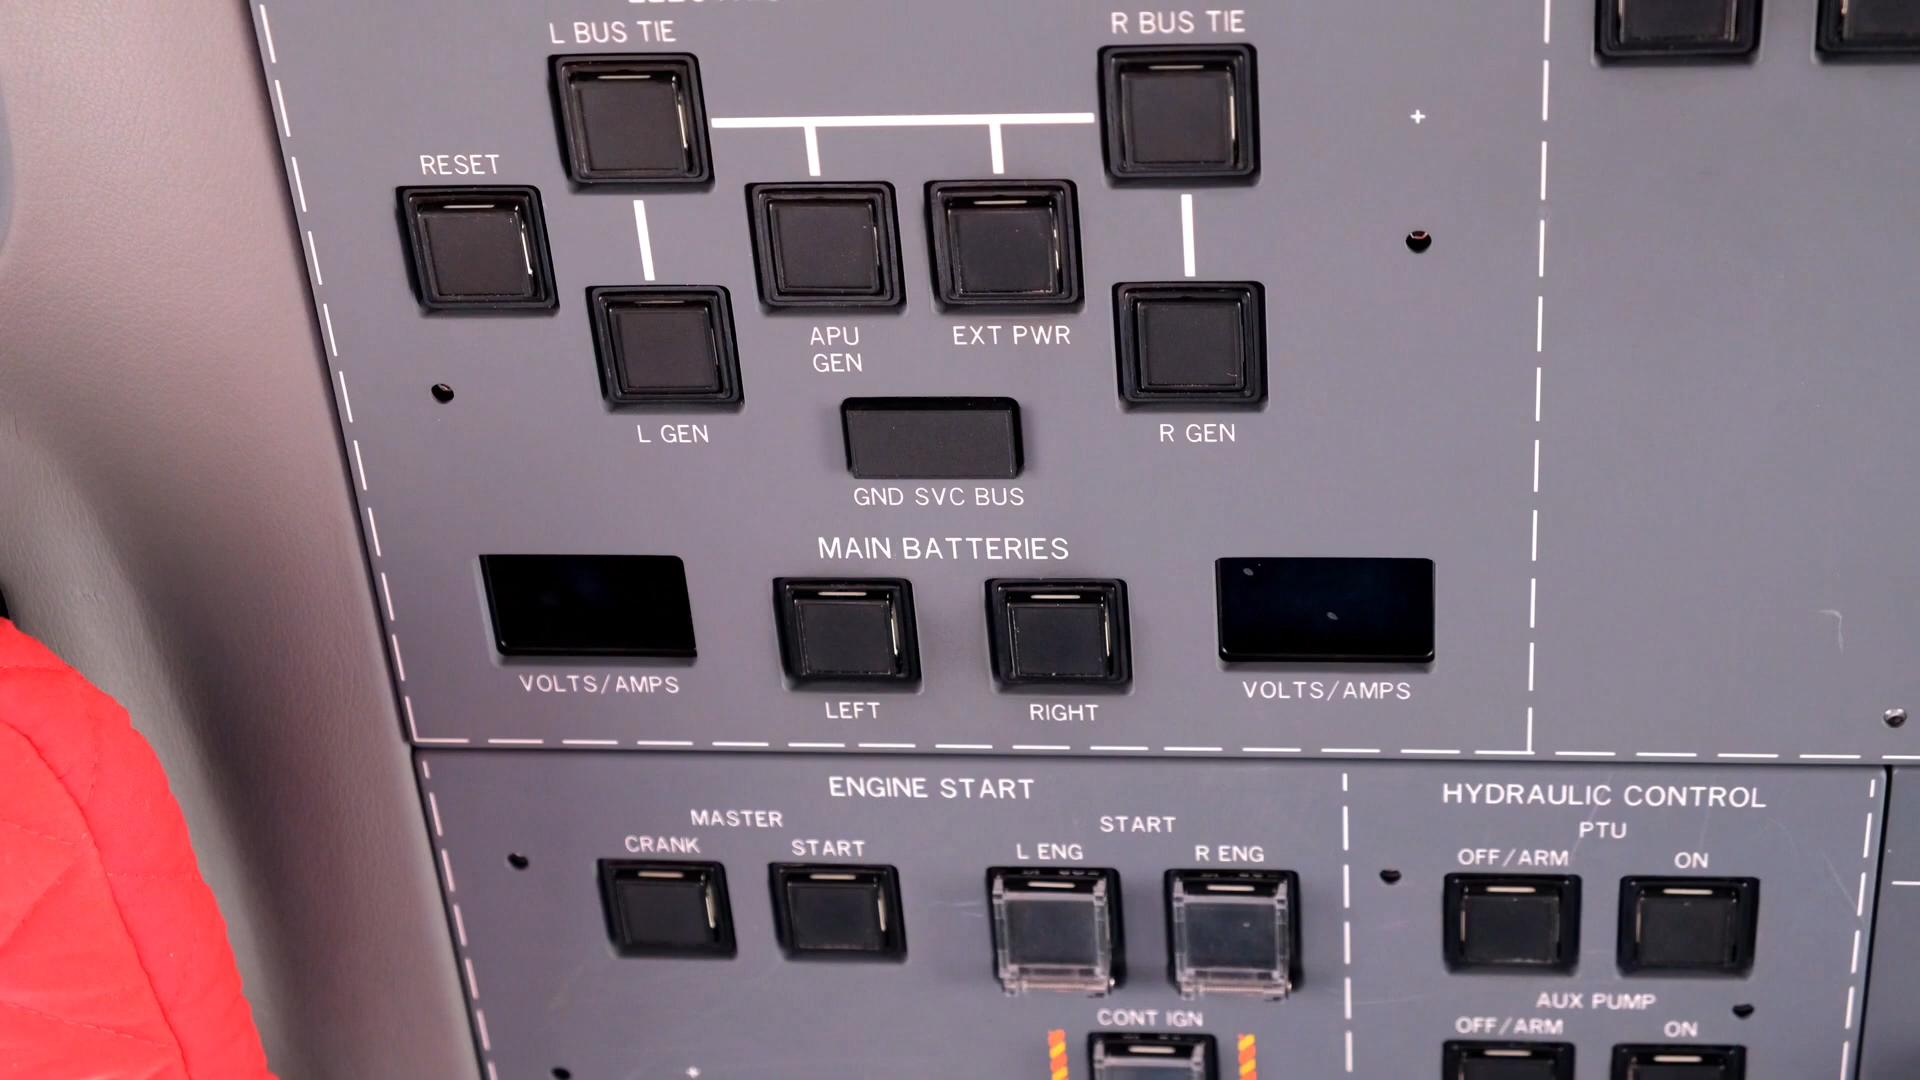 L BUS TIE
R BUS TIE
RESET
APU
GEN
EXT PWR
L GEN
R GEN
GND SVC BUS
MAIN BATTERIES
VOLTS/AMPS
LEFT
RIGHT
VOLTS/AMPS
ENGINE START
MASTER
START
CRANK
START
L ENG
R ENG
CONT IGN
HYDRAULIC CONTROL
PTU
OFF/ARM
ON
AUX PUMP
OFF/ARM
ON